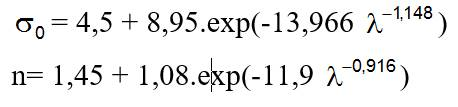 σ₀ = 4,5 + 8,95.exp(-13,966 λ⁻¹,¹⁴⁸ )
n= 1,45 + 1,08.exp(-11,9 λ⁻⁰,⁹¹⁶ )